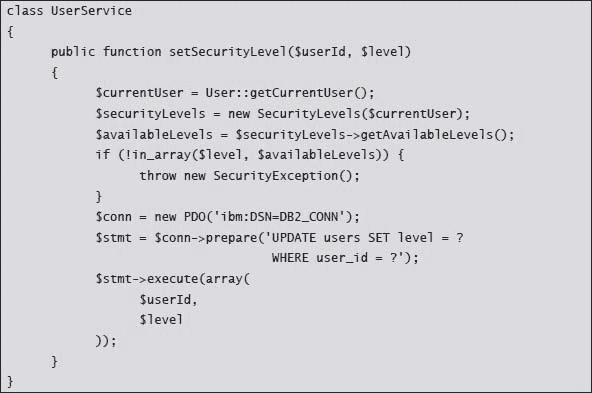 class UserService
{
public function setSecurityLevel($userId, $level)
{
$currentUser = User::getCurrentUser();
$securityLevels = new SecurityLevels($currentUser);
$availableLevels = $securityLevels->getAvailableLevels();
if (!in_array($level, $availableLevels)) {
throw new SecurityException();
}
$conn = new PDO('ibm:DSN=DB2_CONN');
$stmt = $conn->prepare('UPDATE users SET level = ?
WHERE user_id = ?');
$stmt->execute(array(
$userId,
$level
));
}
}